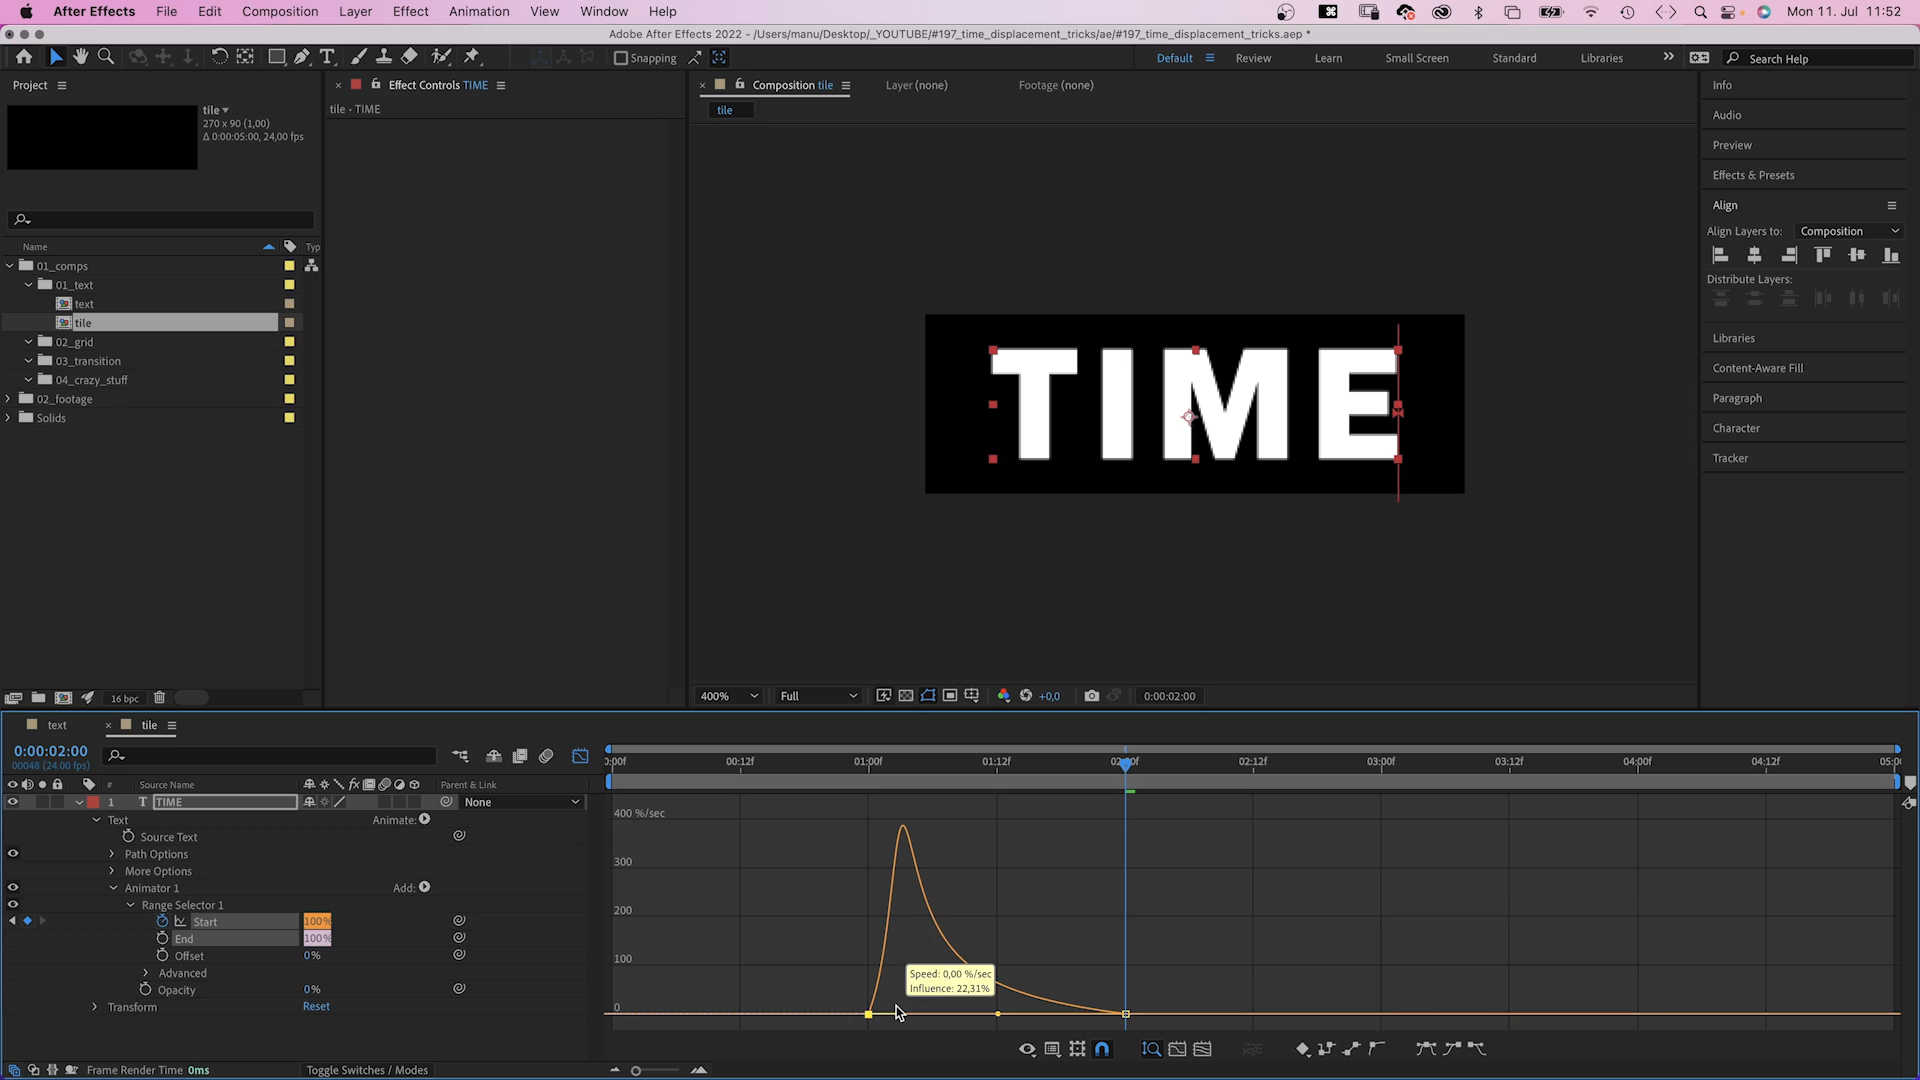 After Effects File Edit Composition Layer Effect Animation View Window Help Mon 11. Jul 11:52
Adobe After Effects 2022 - /Users/manu/Desktop/_YOUTUBE/#197_time_displacement_tricks/ae/#197_time_displacement_tricks.aep *
Snapping Default Review Learn Small Screen Standard Libraries Search Help
Project
Effect Controls TIME
Composition tile Layer (none) Footage (none)
Info
tile
270 x 90 (1,00)
Δ 0:00:05:00, 24,00 fps
tile • TIME
tile
Audio
Preview
Effects & Presets
Align
Align Layers to: Composition
Distribute Layers:
Libraries
Content-Aware Fill
Paragraph
Character
Tracker
Name Typ
01_comps
01_text
text
tile
02_grid
03_transition
04_crazy_stuff
02_footage
Solids
TIME
16 bpc
400% Full +0,0 0:00:02:00
text tile
0:00:02:00
00048 (24.00 fps)
# Source Name Parent & Link
1 T TIME None
Text Animate:
Source Text
Path Options
More Options
Animator 1 Add:
Range Selector 1
Start 100%
End 100%
Offset 0%
Advanced
Opacity 0%
Transform Reset
Frame Render Time 0ms Toggle Switches / Modes
:00f 00:12f 01:00f 01:12f 02:00f 02:12f 03:00f 03:12f 04:00f 04:12f 05:0
400 %/sec
300
200
100
0
Speed: 0,00 %/sec
Influence: 22,31%